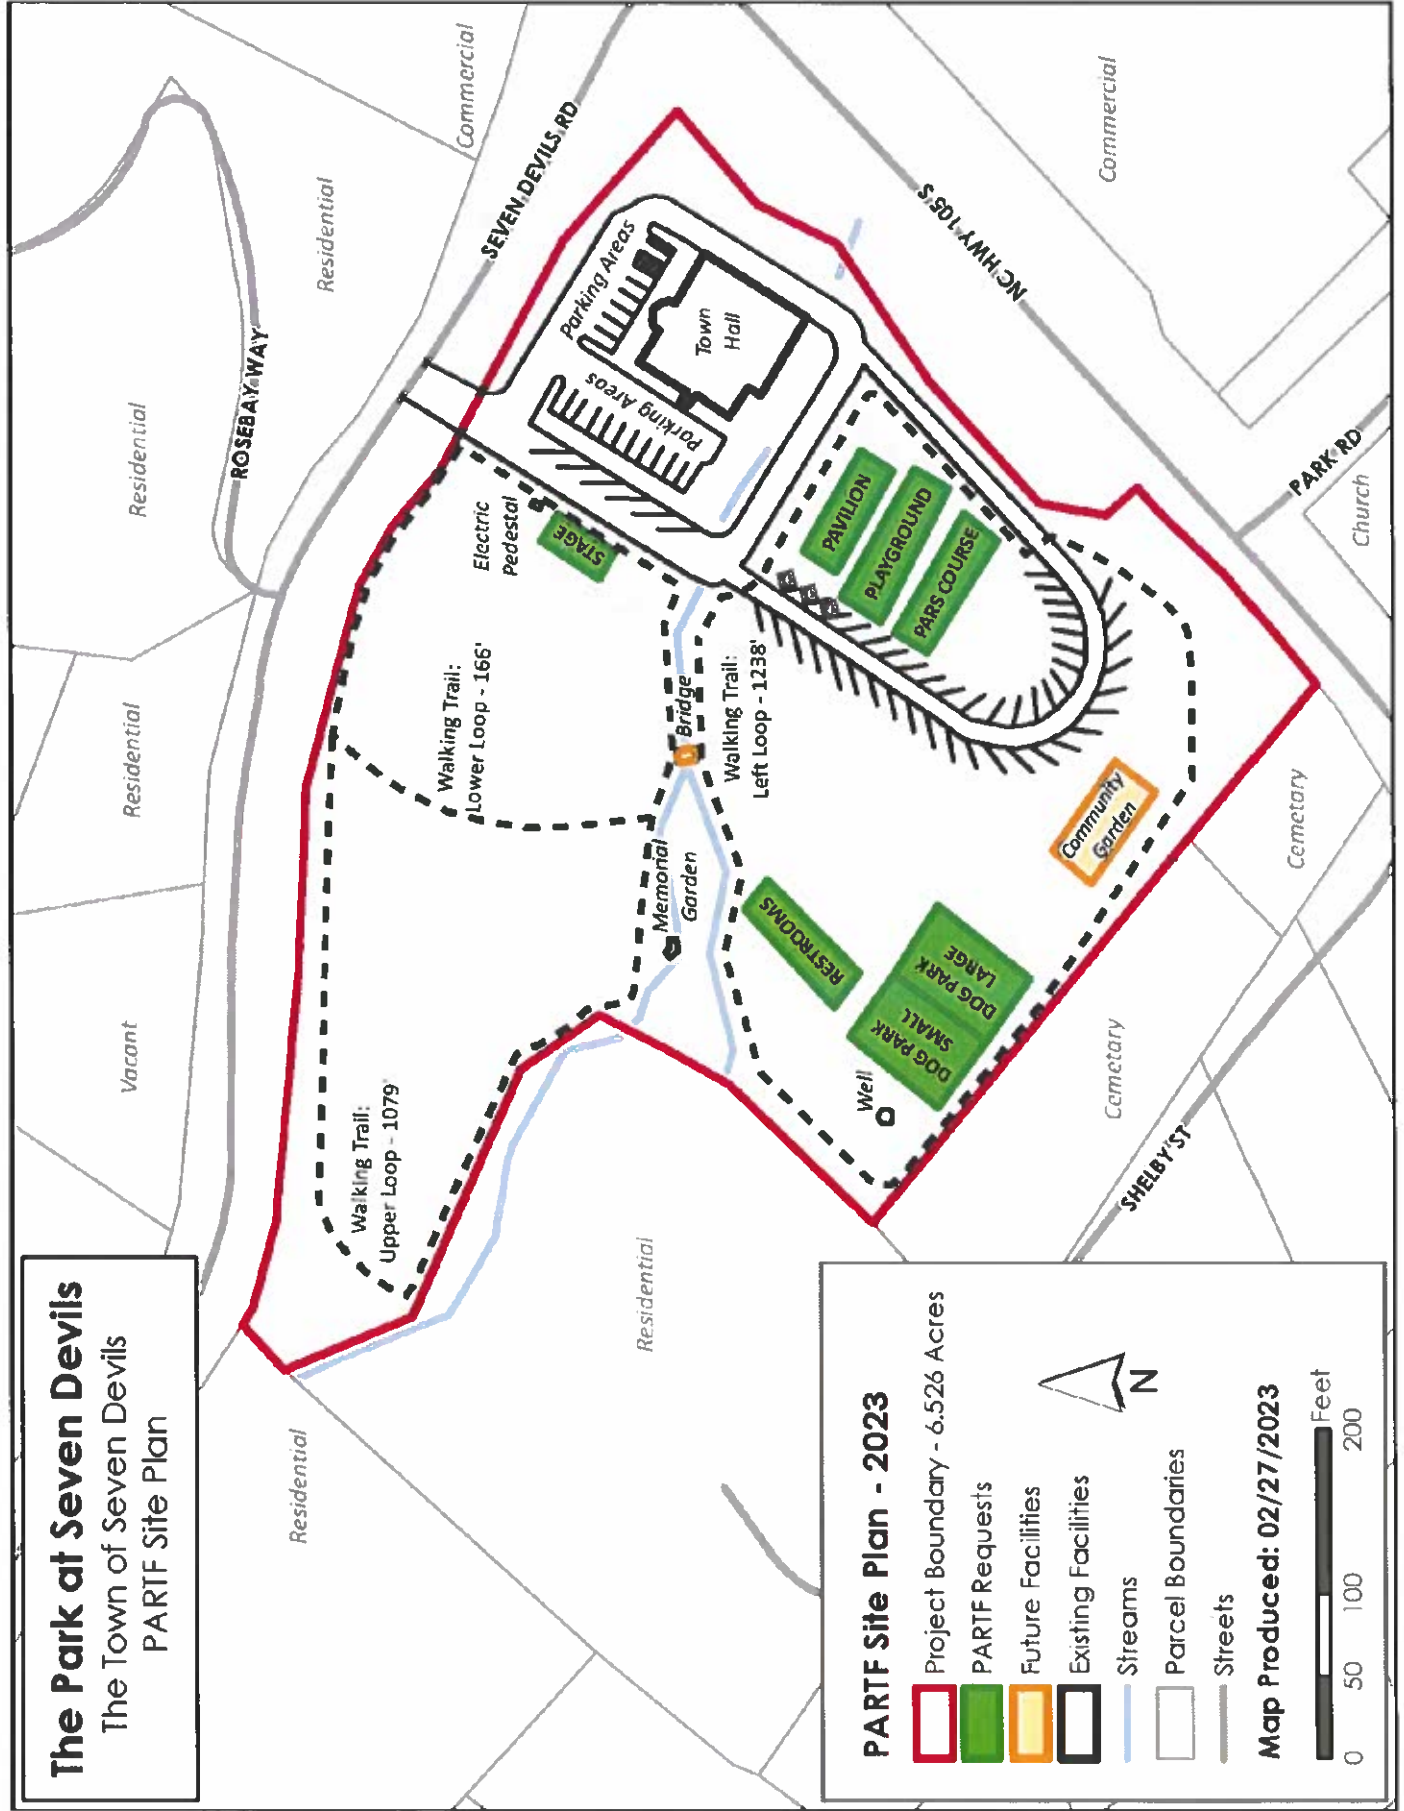 The Park at Seven Devils
The Town of Seven Devils
PARTF Site Plan
Commercial
Residential
Residential
Residential
Vacant
Residential
ROSEBAY WAY
SEVEN DEVILS RD
NC HWY 105 S
Commercial
PARK RD
Church
Cemetary
Cemetary
SHELBY ST
Residential
Parking Areas
Parking Areas
Town
Hall
Electric
Pedestal
STAGE
PAVILION
PLAYGROUND
PARS COURSE
Walking Trail:
Lower Loop - 166'
Bridge
Walking Trail:
Left Loop - 1238'
Memorial
Garden
Community
Garden
RESTROOMS
DOG PARK
LARGE
DOG PARK
SMALL
Well
Walking Trail:
Upper Loop - 1079'
PARTF Site Plan - 2023
Project Boundary - 6.526 Acres
PARTF Requests
Future Facilities
Existing Facilities
Streams
Parcel Boundaries
Streets
N
Map Produced: 02/27/2023
0 50 100 200
Feet